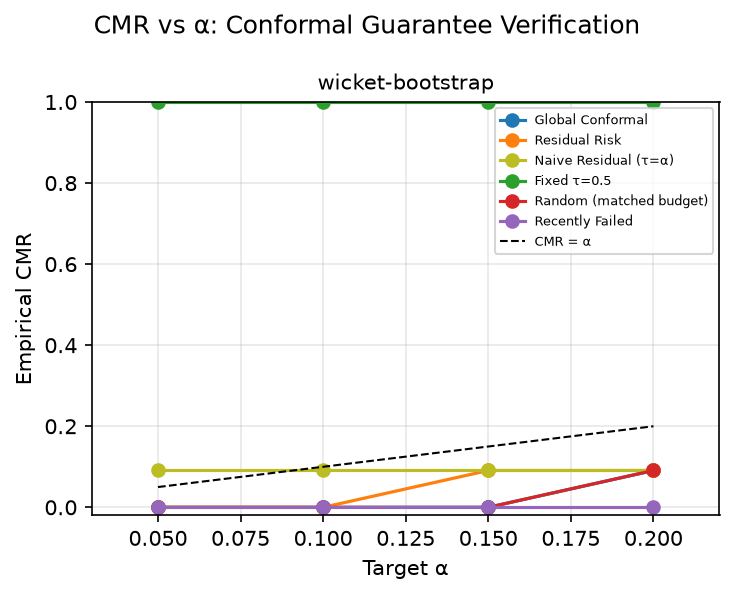 CMR vs α: Conformal Guarantee Verification
wicket-bootstrap
Empirical CMR
1.0
0.8
0.6
0.4
0.2
0.0
Global Conformal
Residual Risk
Naive Residual (τ=α)
Fixed τ=0.5
Random (matched budget)
Recently Failed
CMR = α
0.050 0.075 0.100 0.125 0.150 0.175 0.200
Target α